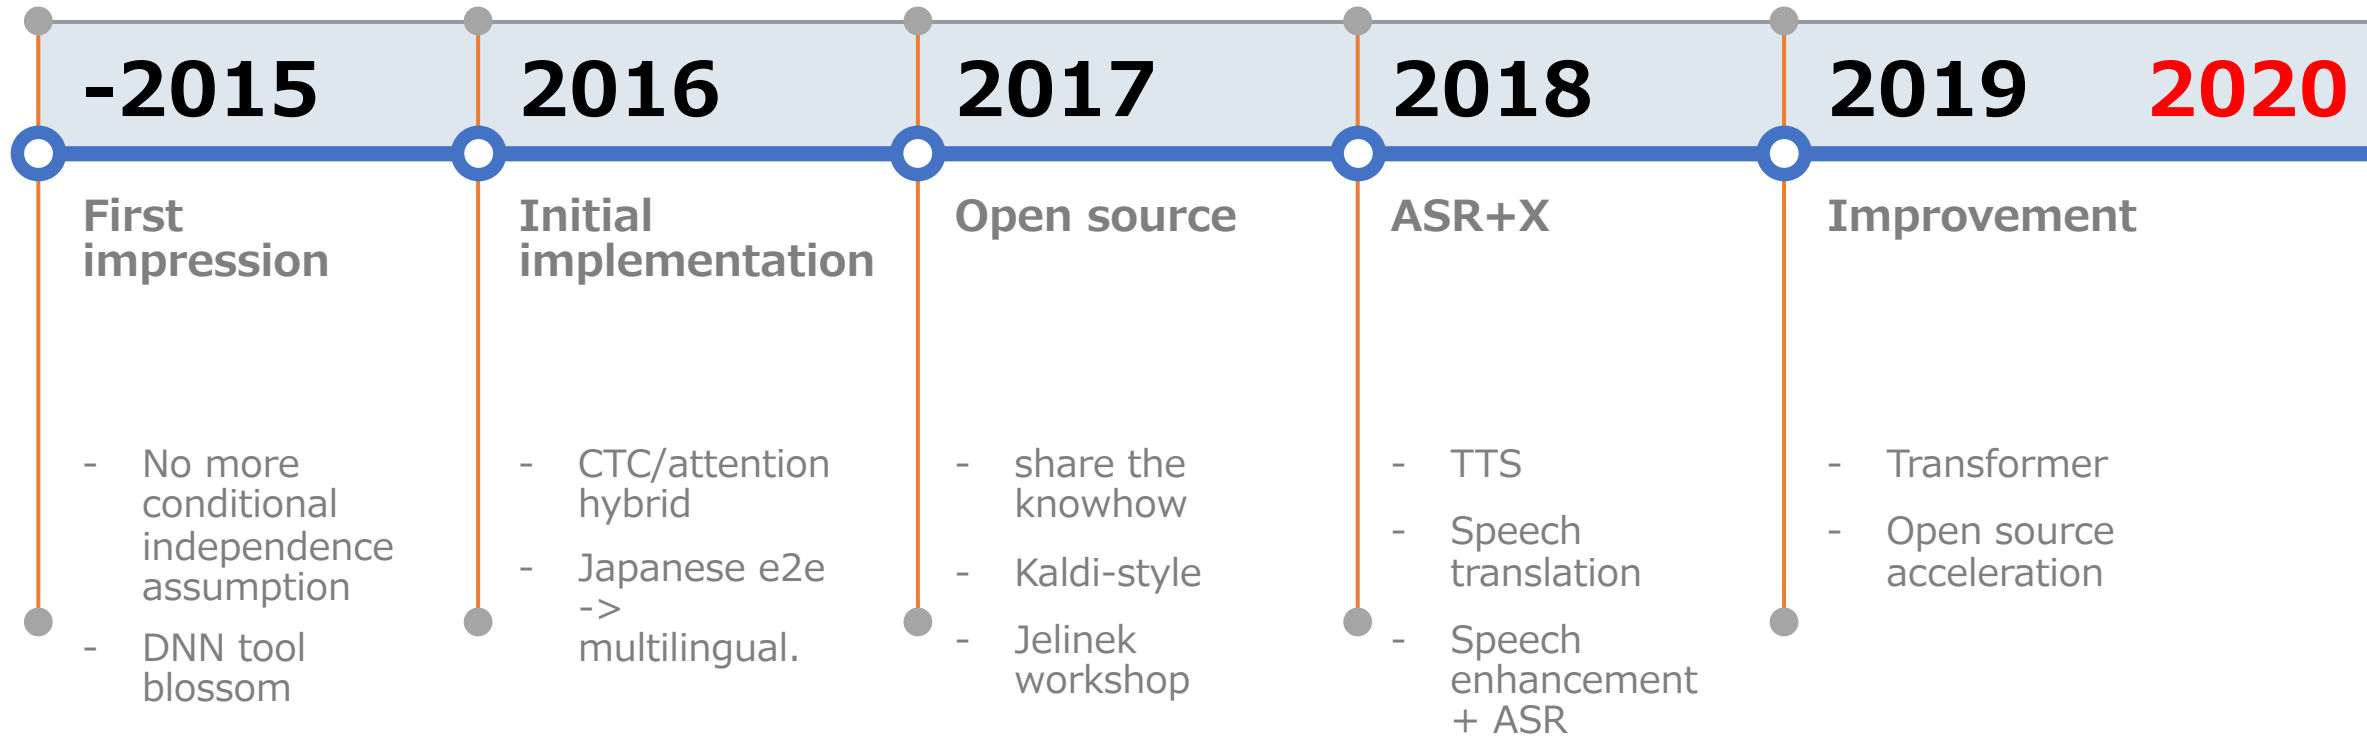 -2015
First
impression
- No more
conditional
independence
assumption
- DNN tool
blossom
2016
Initial
implementation
- CTC/attention
hybrid
- Japanese e2e
->
multilingual.
2017
Open source
- share the
knowhow
- Kaldi-style
- Jelinek
workshop
2018
ASR+X
- TTS
- Speech
translation
- Speech
enhancement
+ ASR
2019
2020
Improvement
- Transformer
- Open source
acceleration